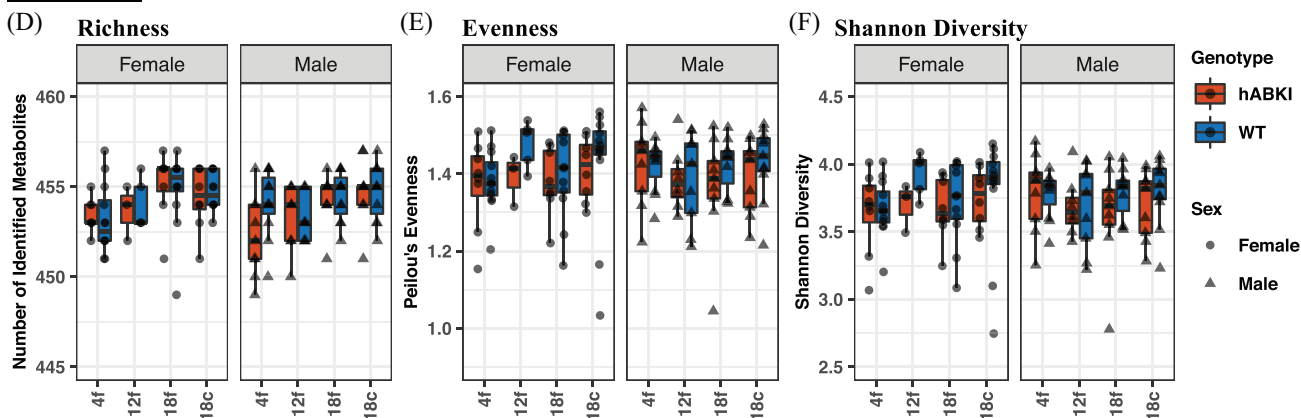 (D) Richness
Female Male
Number of Identified Metabolites
460
455
450
445
4f 12f 18f 18c 4f 12f 18f 18c
(E) Evenness
Female Male
Peilou's Evenness
1.6
1.4
1.2
1.0
4f 12f 18f 18c 4f 12f 18f 18c
(F) Shannon Diversity
Female Male
Shannon Diversity
4.5
4.0
3.5
3.0
2.5
4f 12f 18f 18c 4f 12f 18f 18c
Genotype
hABKI
WT
Sex
Female
Male